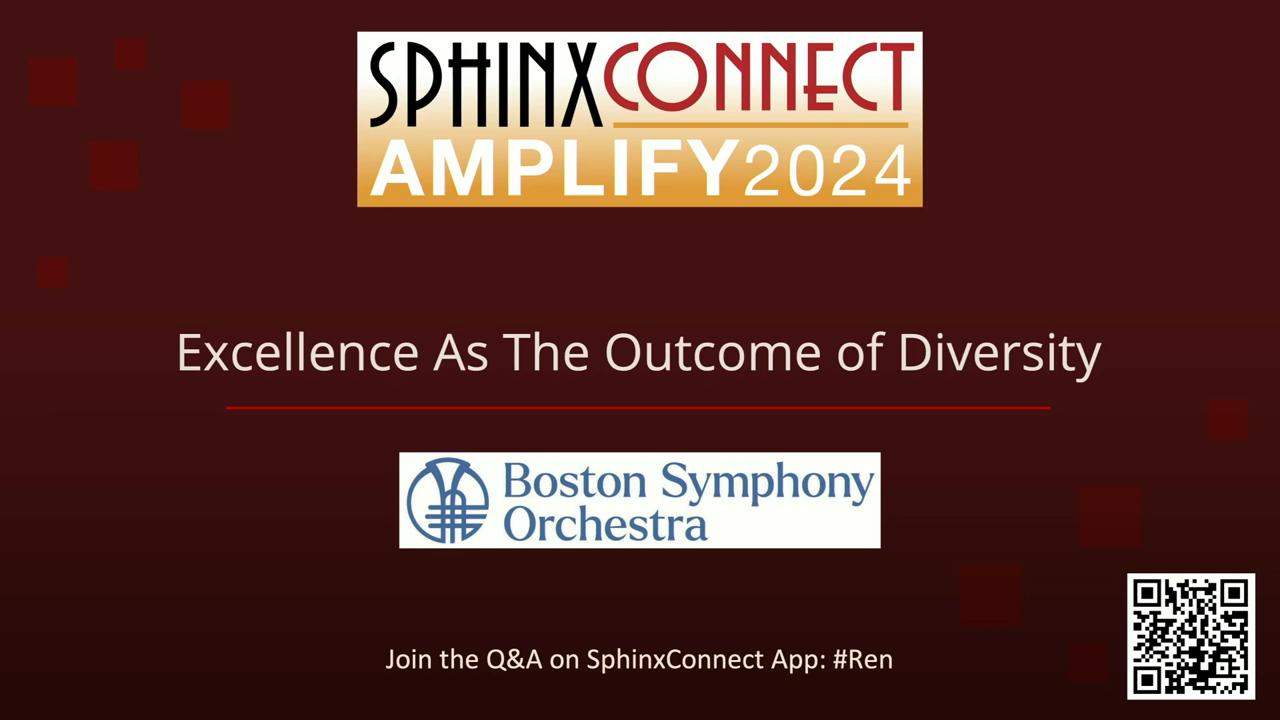 SPHINXCONNECT
AMPLIFY2024
Excellence As The Outcome of Diversity
Boston Symphony
Orchestra
Join the Q&A on SphinxConnect App: #Ren